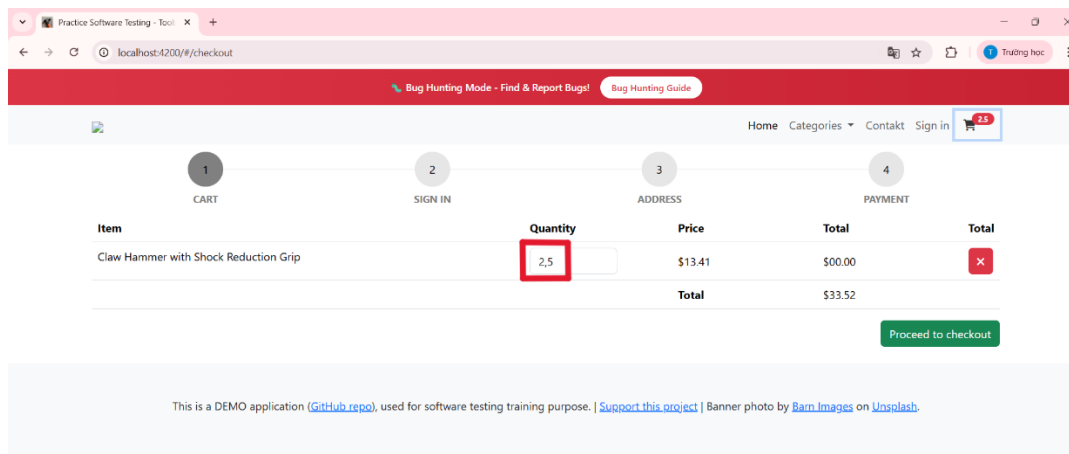 Practice Software Testing - Tool
localhost:4200/#/checkout
T Trường học
Bug Hunting Mode - Find & Report Bugs! Bug Hunting Guide
Home Categories Contakt Sign in 2.5
1 2 3 4
CART SIGN IN ADDRESS PAYMENT
Item Quantity Price Total Total
Claw Hammer with Shock Reduction Grip 2,5 $13.41 $00.00
Total $33.52
Proceed to checkout
This is a DEMO application (GitHub repo), used for software testing training purpose. | Support this project | Banner photo by Barn Images on Unsplash.